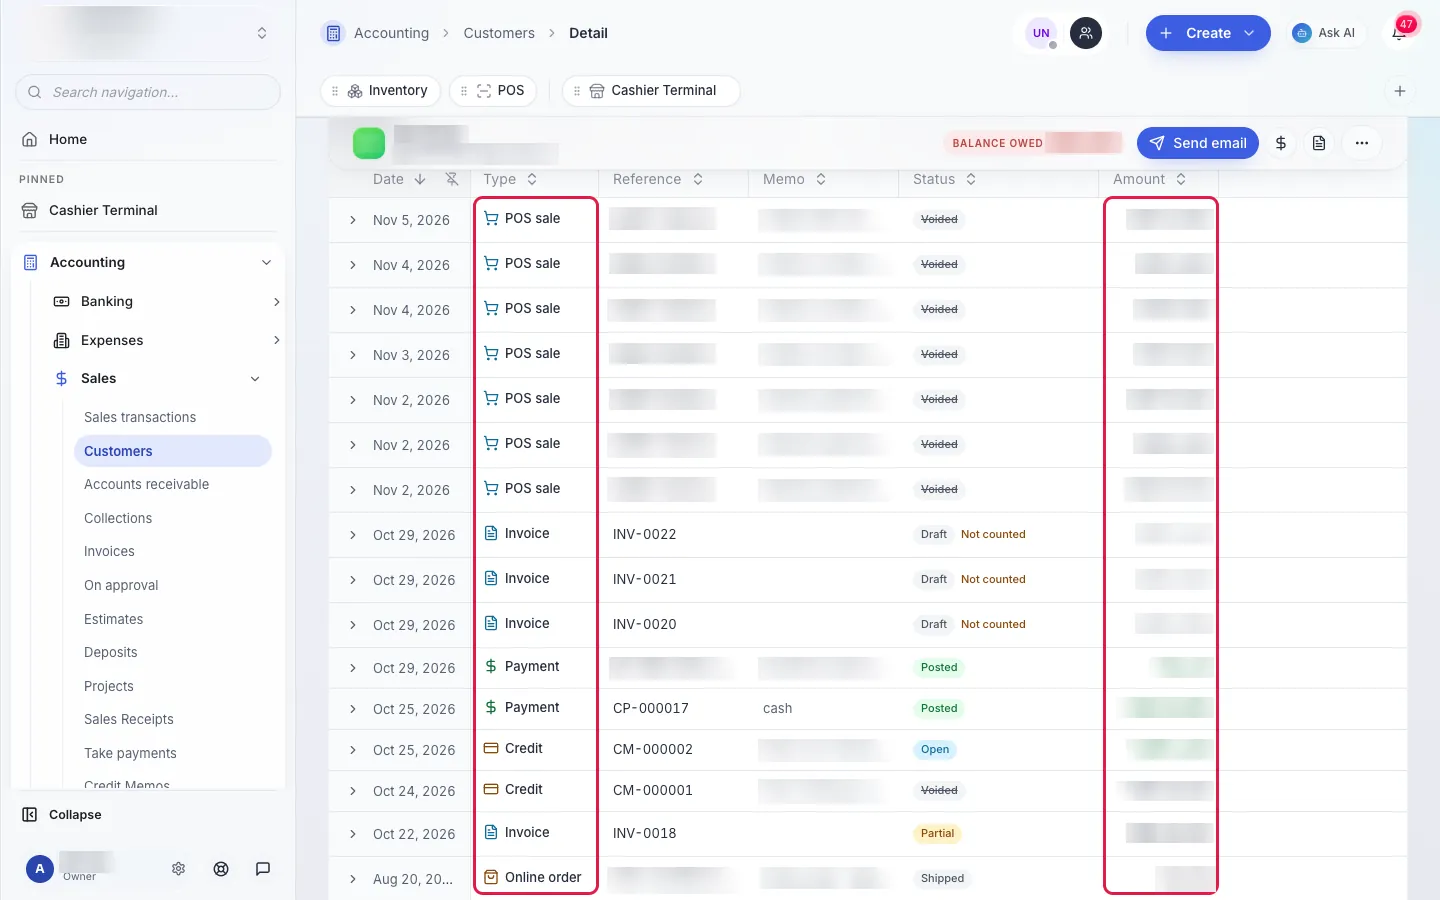 Accounting > Customers > Detail
UN
Create
Ask AI
47
Search navigation...
Inventory
POS
Cashier Terminal
Home
PINNED
Cashier Terminal
BALANCE OWED
Send email
Accounting
Banking
Expenses
Sales
Sales transactions
Customers
Accounts receivable
Collections
Invoices
On approval
Estimates
Deposits
Projects
Sales Receipts
Take payments
Credit Memos
Collapse
A
Owner
Date Type Reference Memo Status Amount
Nov 5, 2026 POS sale Voided
Nov 4, 2026 POS sale Voided
Nov 4, 2026 POS sale Voided
Nov 3, 2026 POS sale Voided
Nov 2, 2026 POS sale Voided
Nov 2, 2026 POS sale Voided
Nov 2, 2026 POS sale Voided
Oct 29, 2026 Invoice INV-0022 Draft Not counted
Oct 29, 2026 Invoice INV-0021 Draft Not counted
Oct 29, 2026 Invoice INV-0020 Draft Not counted
Oct 29, 2026 Payment Posted
Oct 25, 2026 Payment CP-000017 cash Posted
Oct 25, 2026 Credit CM-000002 Open
Oct 24, 2026 Credit CM-000001 Voided
Oct 22, 2026 Invoice INV-0018 Partial
Aug 20, 20... Online order Shipped